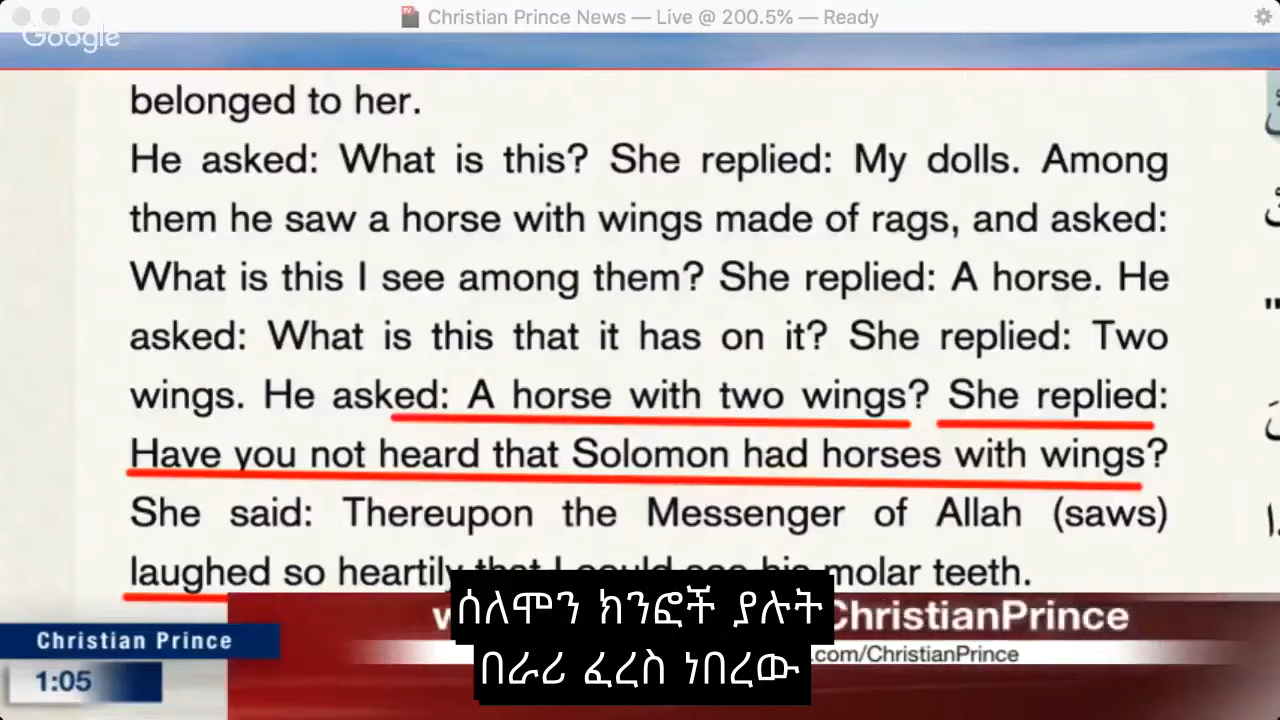 Christian Prince News — Live @ 200.5% — Ready
Google
belonged to her.
He asked: What is this? She replied: My dolls. Among
them he saw a horse with wings made of rags, and asked:
What is this I see among them? She replied: A horse. He
asked: What is this that it has on it? She replied: Two
wings. He asked: A horse with two wings? She replied:
Have you not heard that Solomon had horses with wings?
She said: Thereupon the Messenger of Allah (saws)
laughed so heartily that I could see his molar teeth.
ሰለሞን ክንፎች ያሉት
በራሪ ፈረስ ነበረው
ChristianPrince
.com/ChristianPrince
Christian Prince
1:05